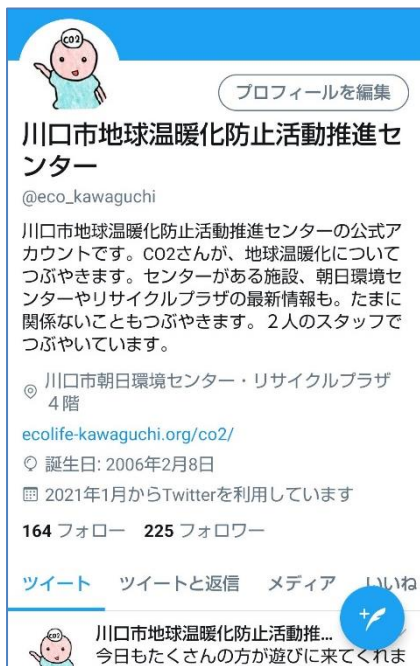 CO2
プロフィールを編集
川口市地球温暖化防止活動推進セ
ンター
@eco_kawaguchi
川口市地球温暖化防止活動推進センターの公式ア
カウントです。CO2さんが、地球温暖化について
つぶやきます。センターがある施設、朝日環境セ
ンターやリサイクルプラザの最新情報も。たまに
関係ないこともつぶやきます。２人のスタッフで
つぶやいています。
川口市朝日環境センター・リサイクルプラザ
４階
ecolife-kawaguchi.org/co2/
誕生日: 2006年2月8日
2021年1月からTwitterを利用しています
164 フォロー 225 フォロワー
ツイート ツイートと返信 メディア いいね
CO2
川口市地球温暖化防止活動推...
今日もたくさんの方が遊びに来てくれま